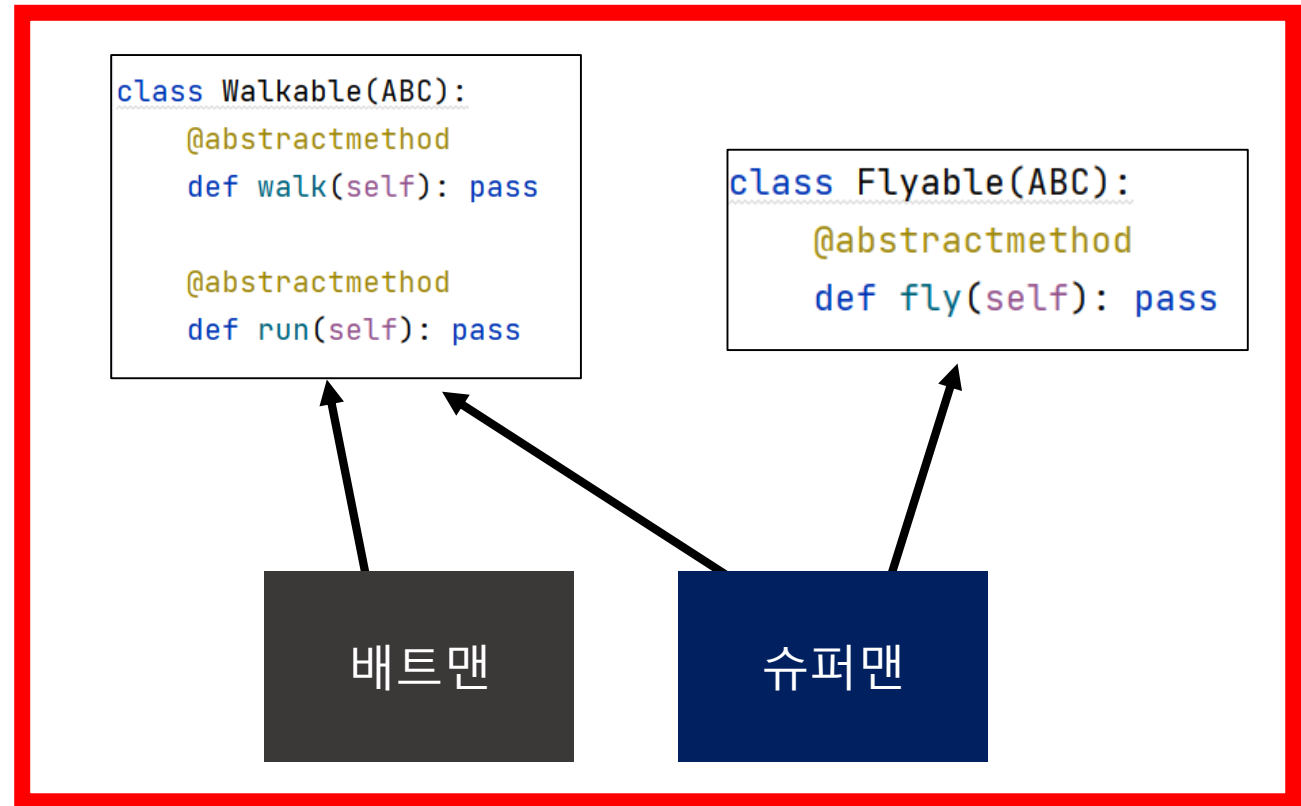 class Walkable(ABC):
    @abstractmethod
    def walk(self): pass
    @abstractmethod
    def run(self): pass
class Flyable(ABC):
    @abstractmethod
    def fly(self): pass
배트맨
슈퍼맨